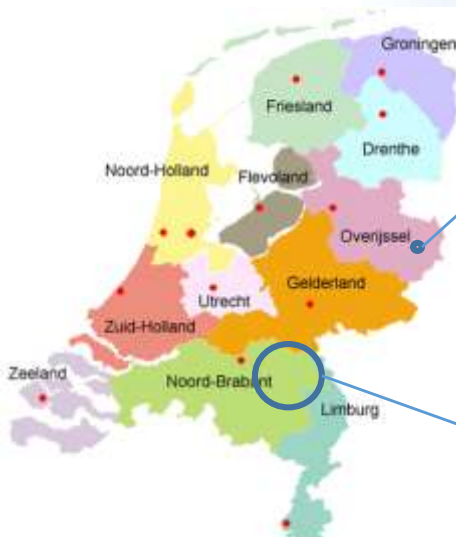 Groningen
Friesland
Drenthe
Noord-Holland
Flevoland
Overijssel
Gelderland
Utrecht
Zuid-Holland
Zeeland
Noord-Brabant
Limburg